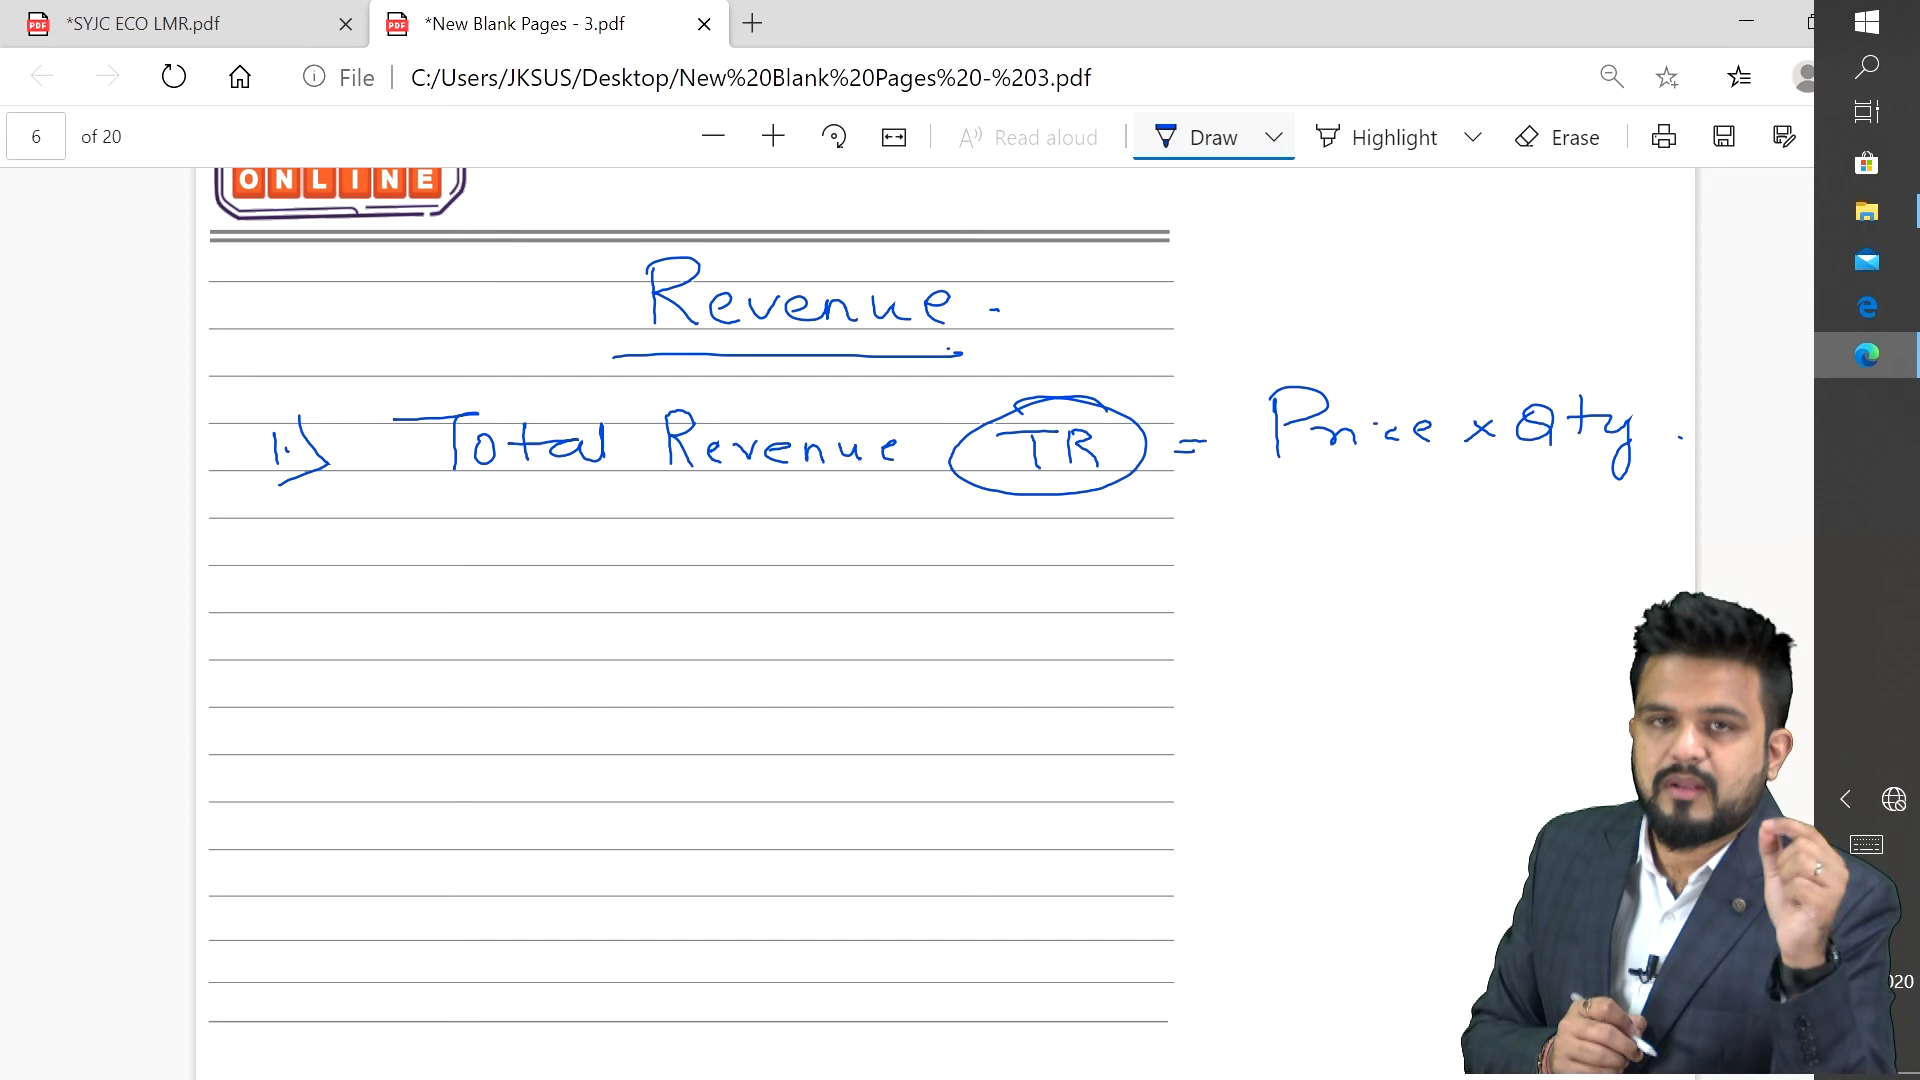 *SYJC ECO LMR.pdf
*New Blank Pages - 3.pdf
File | C:/Users/JKSUS/Desktop/New%20Blank%20Pages%20-%203.pdf
6 of 20
Read aloud
Draw
Highlight
Erase
ONLINE
Revenue.
1.) Total Revenue TR = Price x Qty.
020